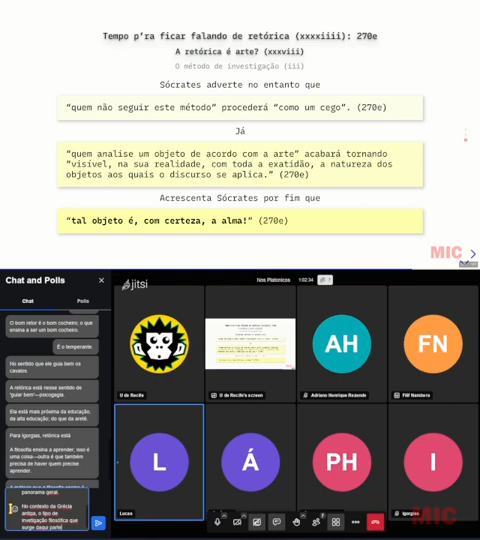 Tempo p'ra ficar falando de retórica (xxxxiiii): 270e
A retórica é arte? (xxxviii)
O método de investigação (iii)
Sócrates adverte no entanto que
“quem não seguir este método” procederá “como um cego”. (270e)
Já
“quem analise um objeto de acordo com a arte” acabará tornando
“visível, na sua realidade, com toda a exatidão, a natureza dos
objetos aos quais o discurso se aplica.” (270e)
Acrescenta Sócrates por fim que
“tal objeto é, com certeza, a alma!” (270e)
MIC
Chat and Polls
Chat
Polls
O bom retor é o bom cocheiro; o que
ensina a ser um bom cocheiro.
É o temperante.
No sentido que ele guia bem os
cavalos.
A retórica está nesse sentido de
'guiar bem'—psicogogia.
Ela está mais próxima da educação,
da alta educação; do que da areté.
Para Igorgias, retórica está
A filosofia ensina a aprender; isso é
uma coisa—outra é que também
precisa de haver quem precise
aprender.
panorama geral.
No contexto da Grécia
antiga, o tipo de
investigação filosófica que
surge daqui parte
jitsi
Nos Platonicos
1:02:34
U do Recife
U do Recife's screen
AH
Adriano Henrique Rezende
FN
FiW Nambera
L
Lucas
Á
PH
I
Igorgias
MIC